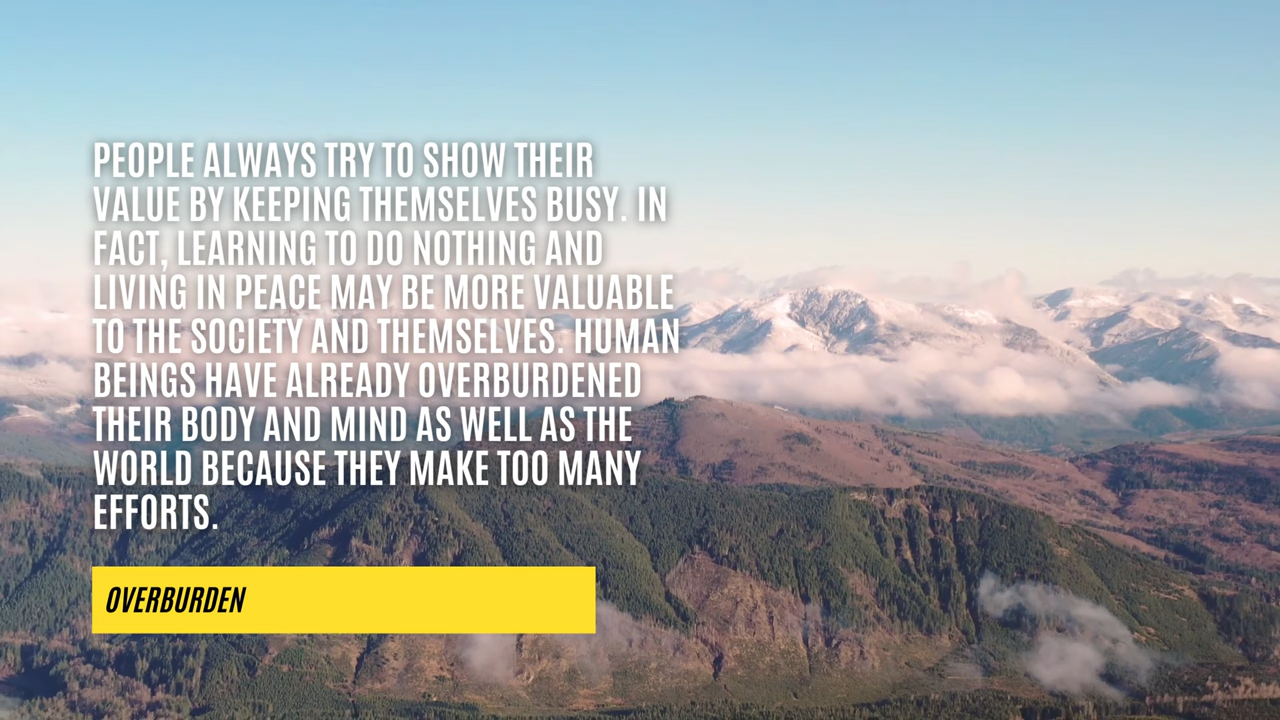 PEOPLE ALWAYS TRY TO SHOW THEIR
VALUE BY KEEPING THEMSELVES BUSY. IN
FACT, LEARNING TO DO NOTHING AND
LIVING IN PEACE MAY BE MORE VALUABLE
TO THE SOCIETY AND THEMSELVES. HUMAN
BEINGS HAVE ALREADY OVERBURDENED
THEIR BODY AND MIND AS WELL AS THE
WORLD BECAUSE THEY MAKE TOO MANY
EFFORTS.
OVERBURDEN